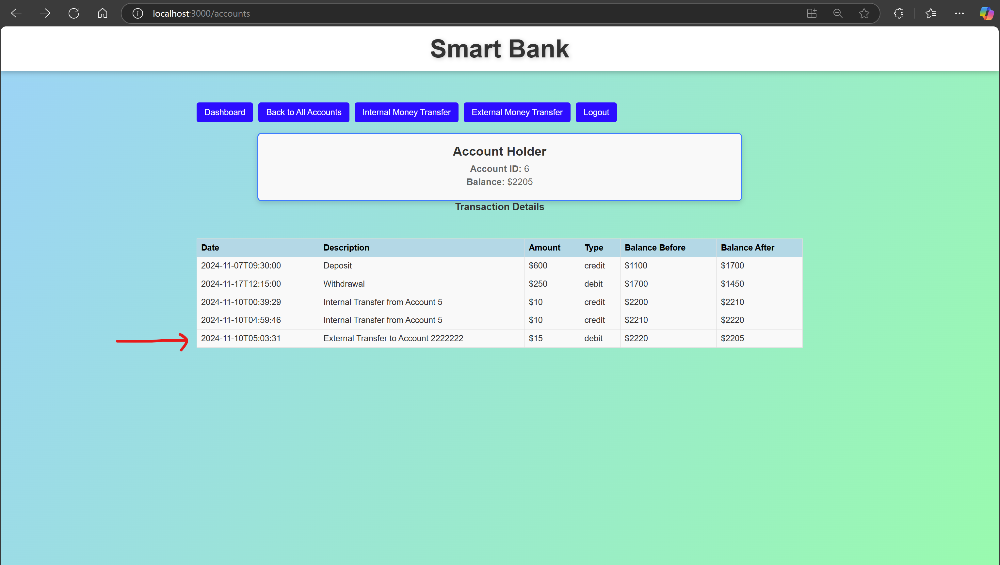 localhost:3000/accounts
Smart Bank
Dashboard Back to All Accounts Internal Money Transfer External Money Transfer Logout
Account Holder
Account ID: 6
Balance: $2205
Transaction Details
Date Description Amount Type Balance Before Balance After
2024-11-07T09:30:00 Deposit $600 credit $1100 $1700
2024-11-17T12:15:00 Withdrawal $250 debit $1700 $1450
2024-11-10T00:39:29 Internal Transfer from Account 5 $10 credit $2200 $2210
2024-11-10T04:59:46 Internal Transfer from Account 5 $10 credit $2210 $2220
2024-11-10T05:03:31 External Transfer to Account 2222222 $15 debit $2220 $2205